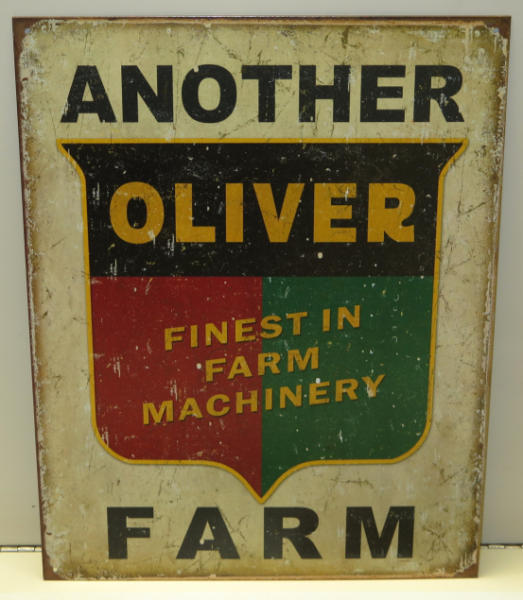 ANOTHER
OLIVER
FINEST IN
FARM
MACHINERY
FARM